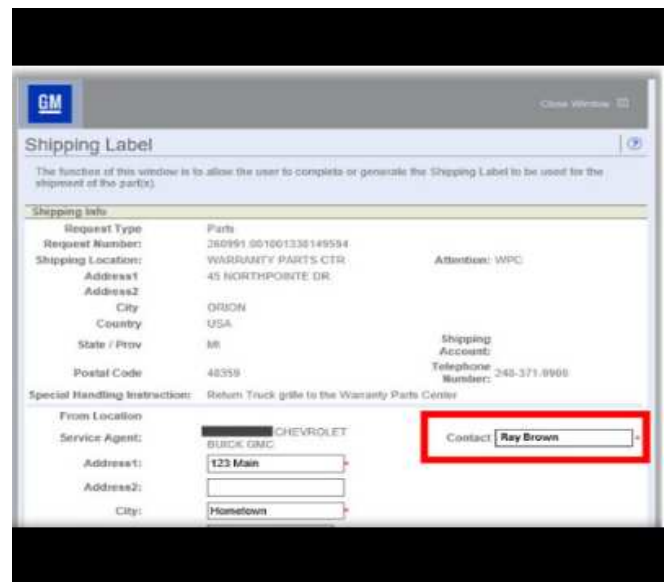 GM
Close Window
Shipping Label
The function of this window is to allow the user to complete or generate the Shipping Label to be used for the
shipment of the part(s).
Shipping Info
Request Type Parts
Request Number: 260991.001001330149594
Shipping Location: WARRANTY PARTS CTR Attention: WPC
Address1 45 NORTHPOINTE DR
Address2
City ORION
Country USA
State / Prov MI Shipping Account:
Postal Code 48359 Telephone Number: 248-371-9900
Special Handling Instruction: Return Truck grille to the Warranty Parts Center
From Location
Service Agent: CHEVROLET BUICK GMC Contact Ray Brown *
Address1: 123 Main *
Address2:
City: Hometown *